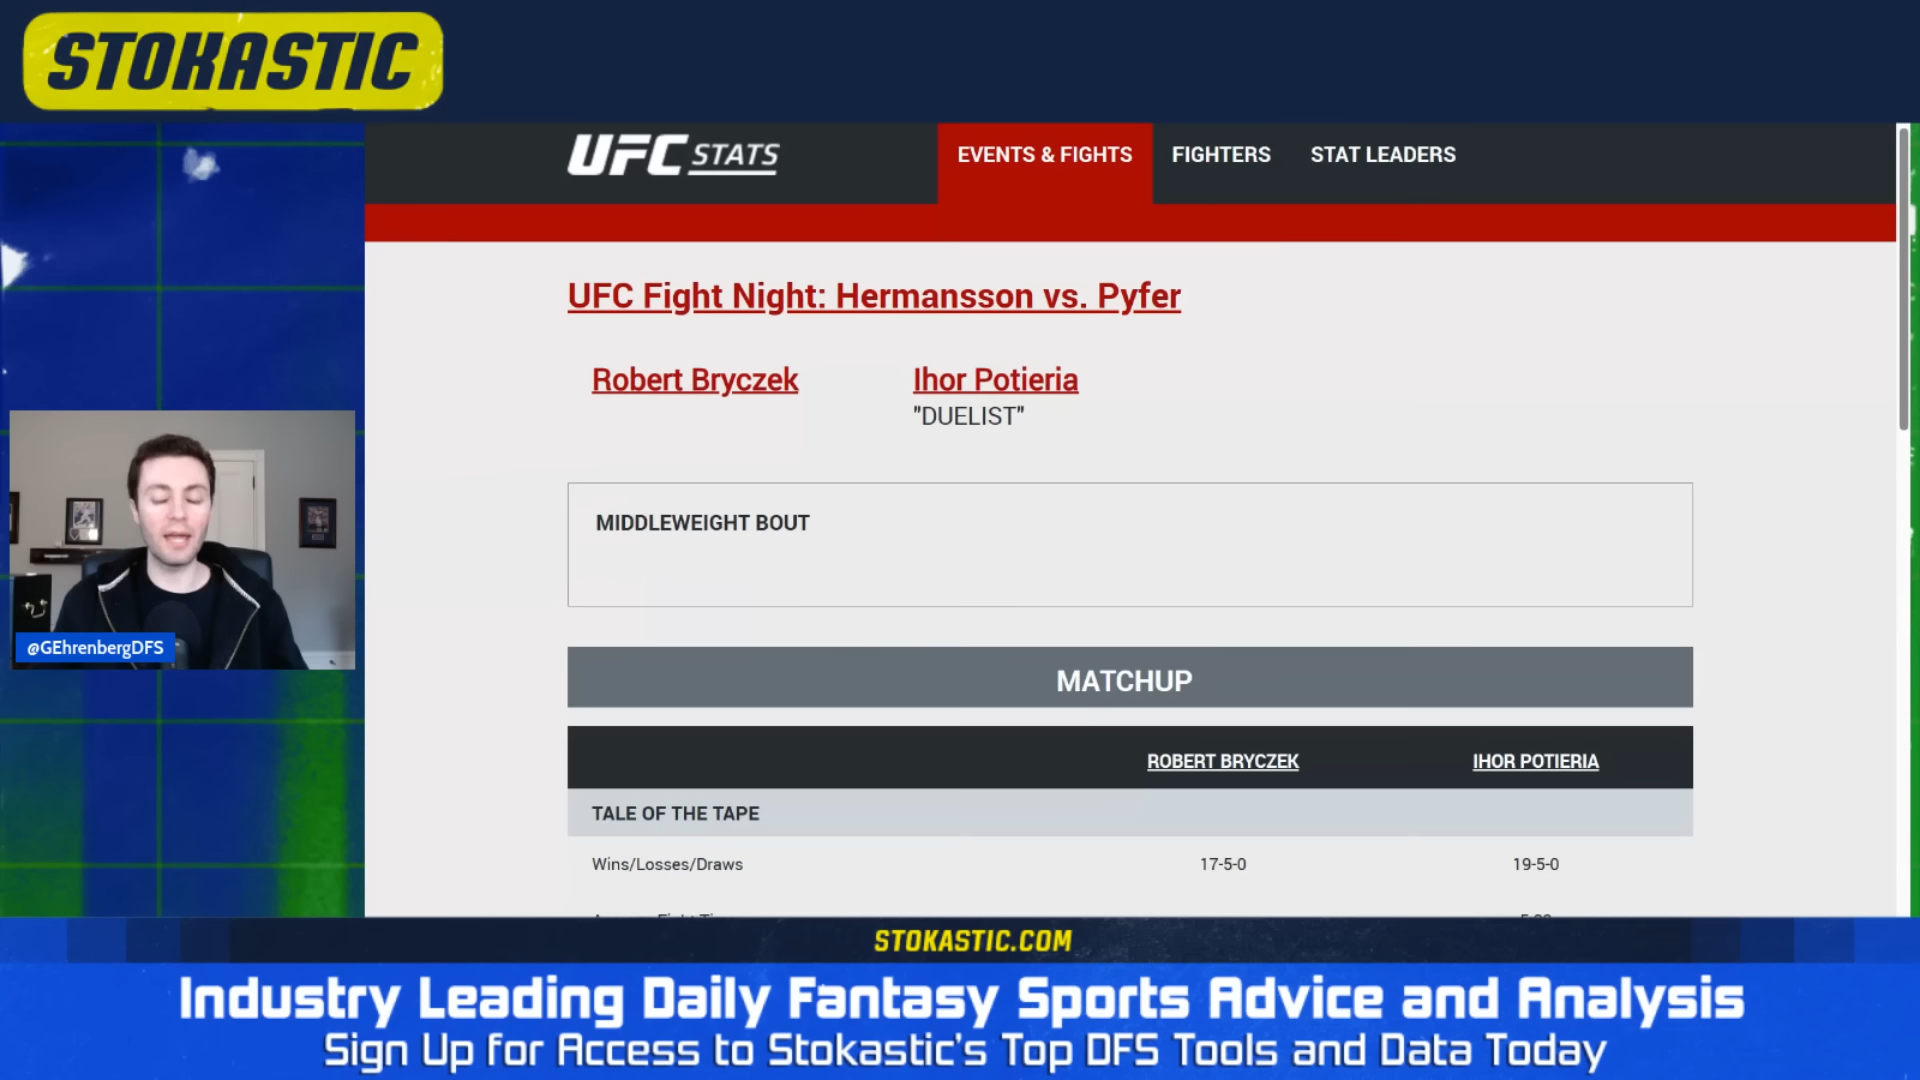 STOKASTIC
UFC STATS
EVENTS & FIGHTS
FIGHTERS
STAT LEADERS
UFC Fight Night: Hermansson vs. Pyfer
Robert Bryczek
Ihor Potieria
"DUELIST"
MIDDLEWEIGHT BOUT
MATCHUP
ROBERT BRYCZEK
IHOR POTIERIA
TALE OF THE TAPE
Wins/Losses/Draws
17-5-0
19-5-0
@GEhrenbergDFS
STOKASTIC.COM
Industry Leading Daily Fantasy Sports Advice and Analysis
Sign Up for Access to Stokastic's Top DFS Tools and Data Today